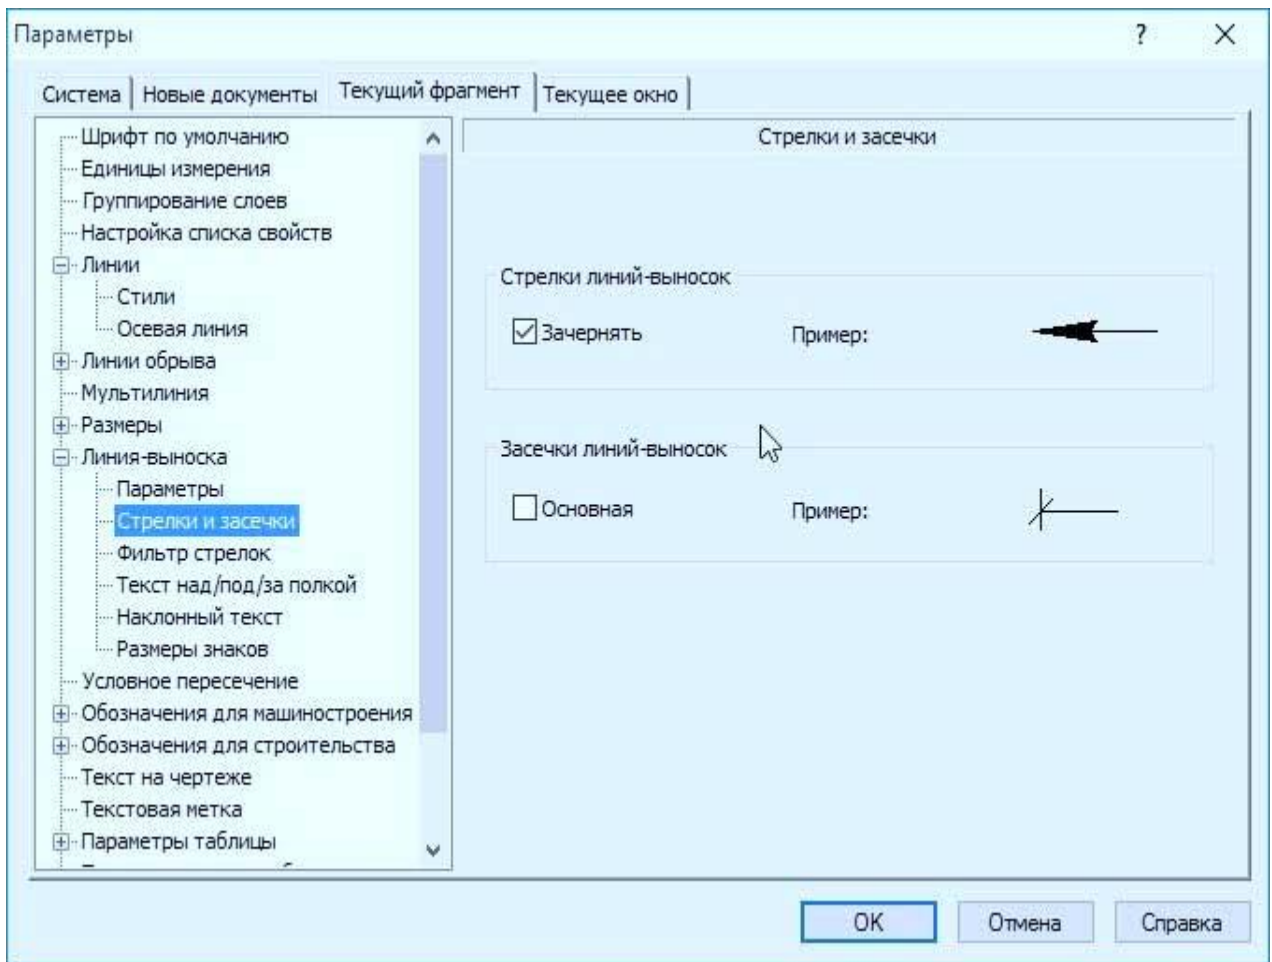 Параметры
?
Система
Новые документы
Текущий фрагмент
Текущее окно
Шрифт по умолчанию
Единицы измерения
Группирование слоев
Настройка списка свойств
Линии
Стили
Осевая линия
Линии обрыва
Мультилиния
Размеры
Линия-выноска
Параметры
Стрелки и засечки
Фильтр стрелок
Текст над/под/за полкой
Наклонный текст
Размеры знаков
Условное пересечение
Обозначения для машиностроения
Обозначения для строительства
Текст на чертеже
Текстовая метка
Параметры таблицы
Стрелки и засечки
Стрелки линий-выносок
Зачернять
Пример:
Засечки линий-выносок
Основная
Пример:
OK
Отмена
Справка